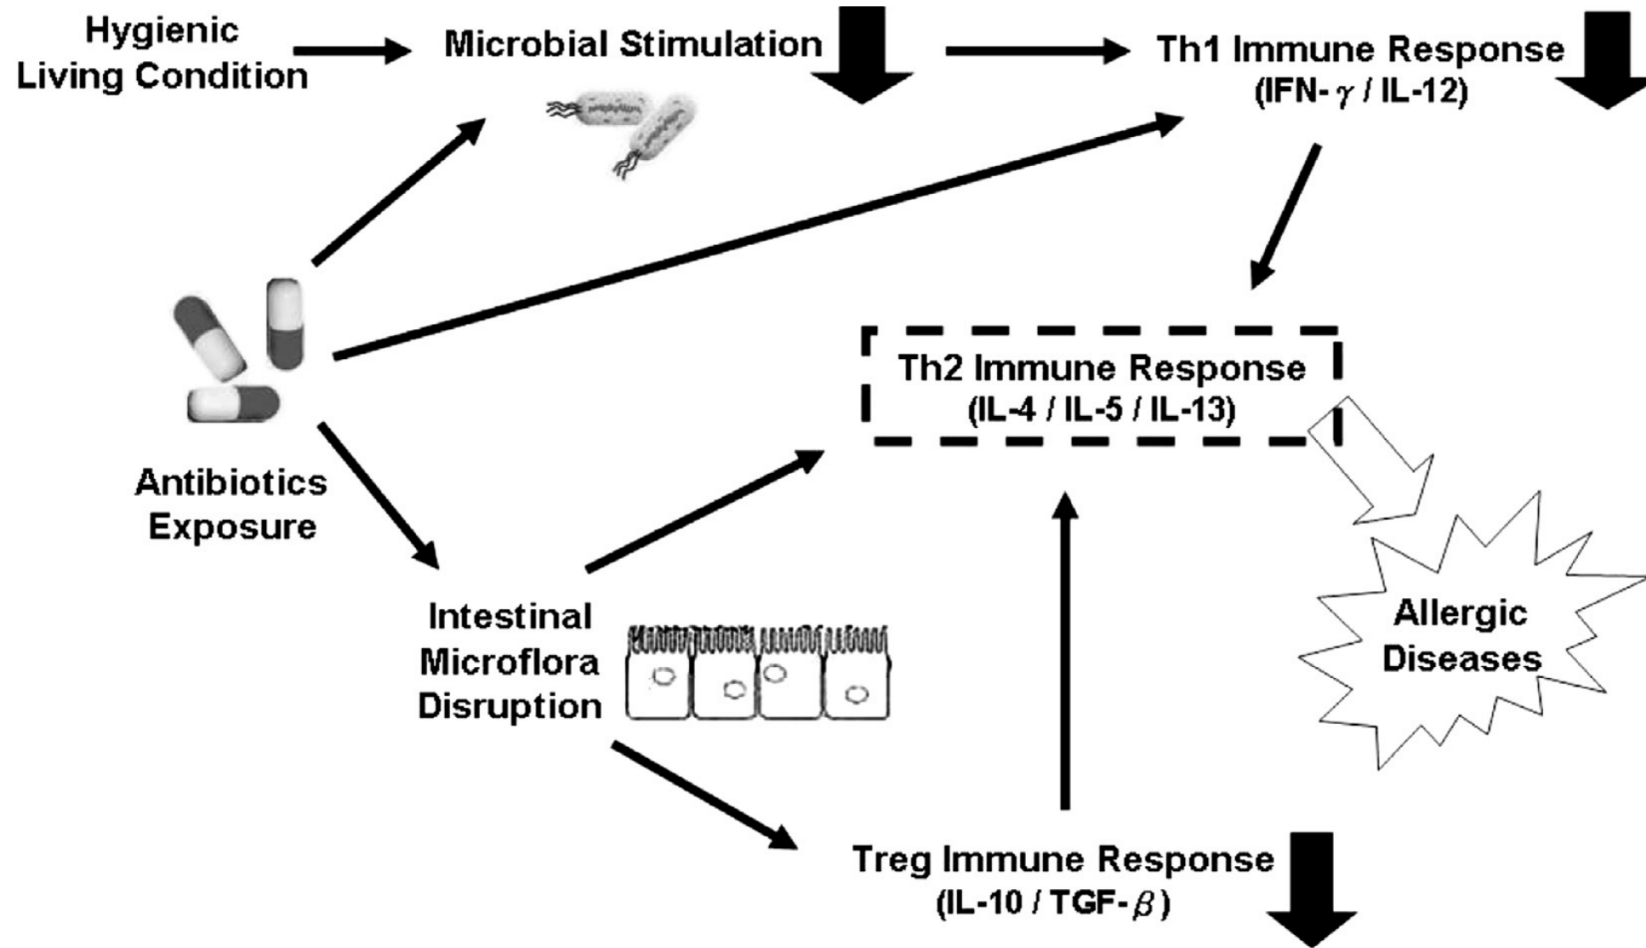 Hygienic
Living Condition
Microbial Stimulation
Th1 Immune Response
(IFN- γ / IL-12)
Th2 Immune Response
(IL-4 / IL-5 / IL-13)
Antibiotics
Exposure
Intestinal
Microflora
Disruption
Allergic
Diseases
Treg Immune Response
(IL-10 / TGF- β )